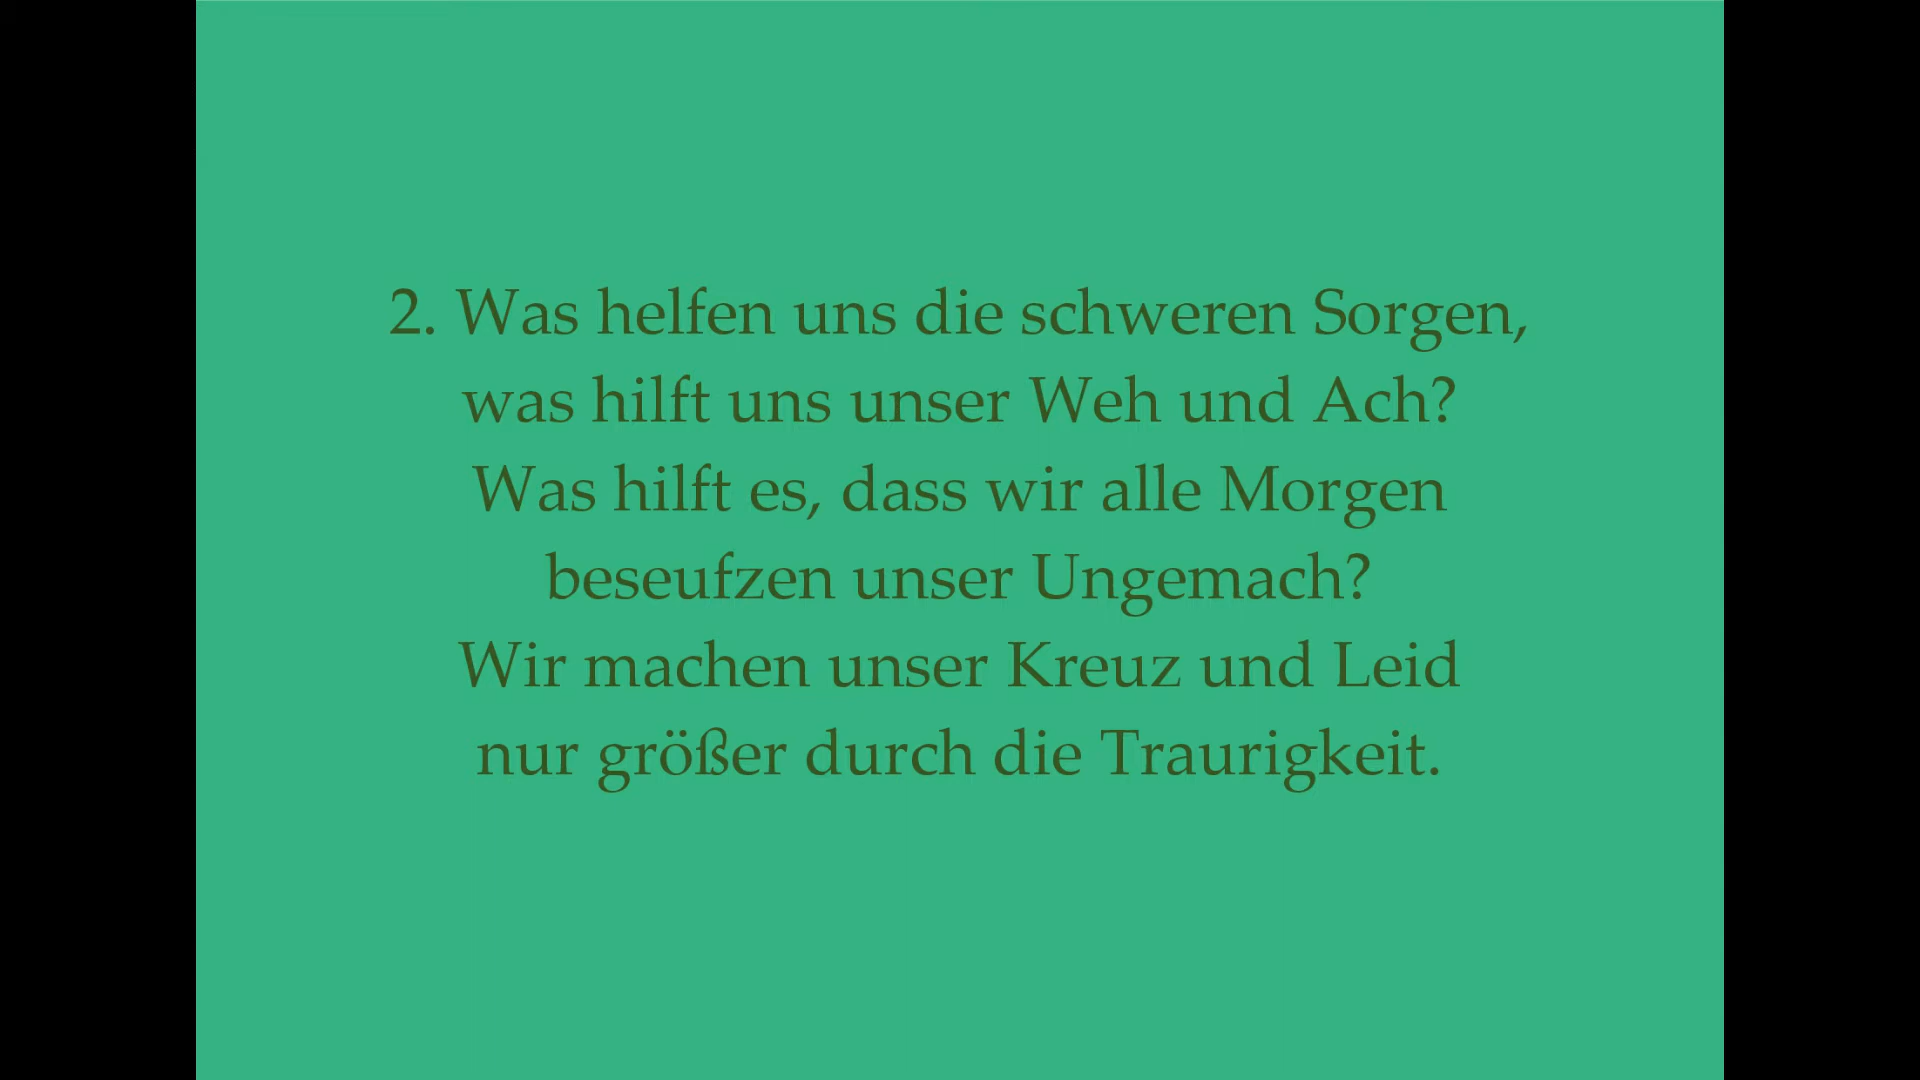 2. Was helfen uns die schweren Sorgen,
was hilft uns unser Weh und Ach?
Was hilft es, dass wir alle Morgen
beseufzen unser Ungemach?
Wir machen unser Kreuz und Leid
nur größer durch die Traurigkeit.